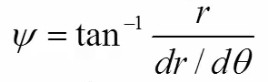 ψ = tan⁻¹ r / (dr / dθ)